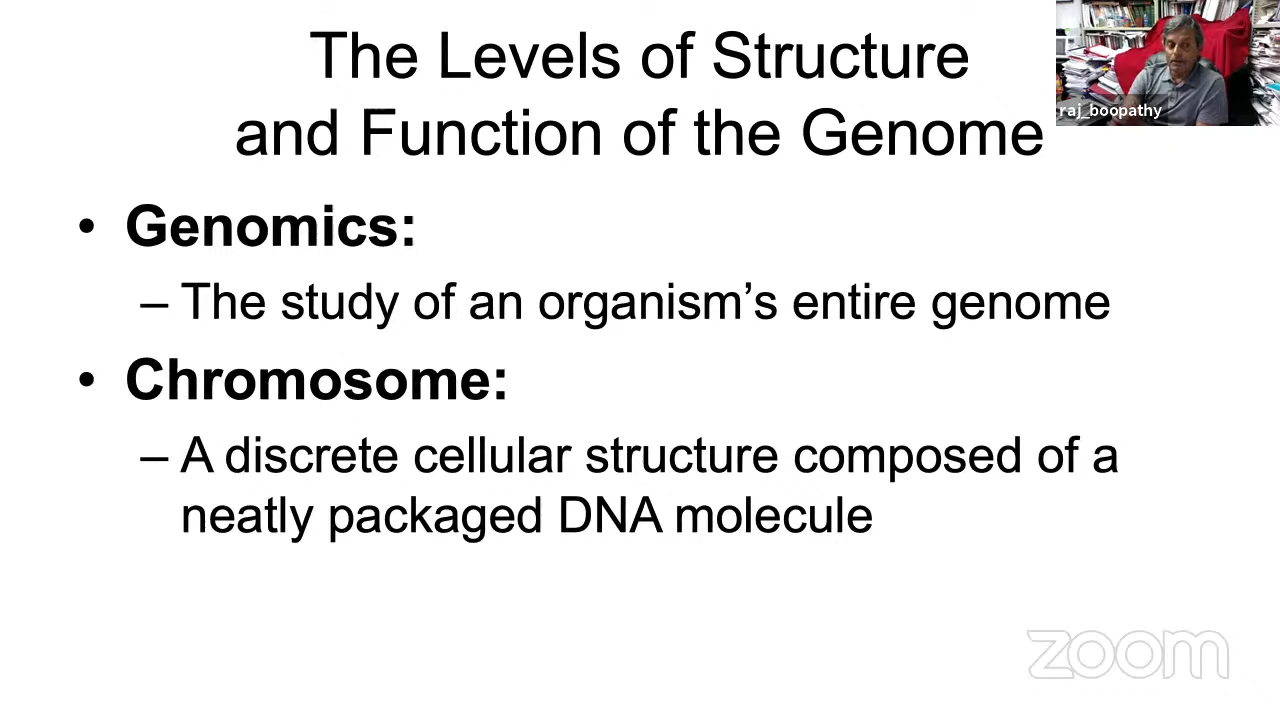 The Levels of Structure
and Function of the Genome
raj_boopathy
• Genomics:
– The study of an organism’s entire genome
• Chromosome:
– A discrete cellular structure composed of a
neatly packaged DNA molecule
zoom